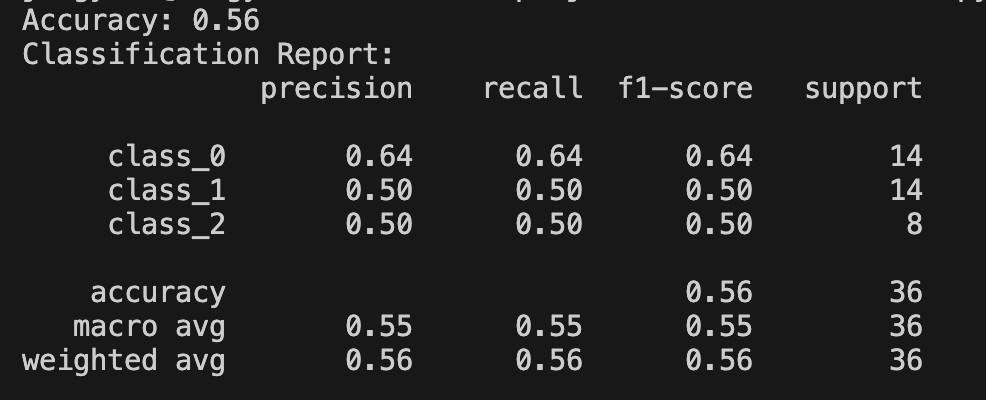 Accuracy: 0.56
Classification Report:
precision recall f1-score support
class_0 0.64 0.64 0.64 14
class_1 0.50 0.50 0.50 14
class_2 0.50 0.50 0.50 8
accuracy 0.56 36
macro avg 0.55 0.55 0.55 36
weighted avg 0.56 0.56 0.56 36